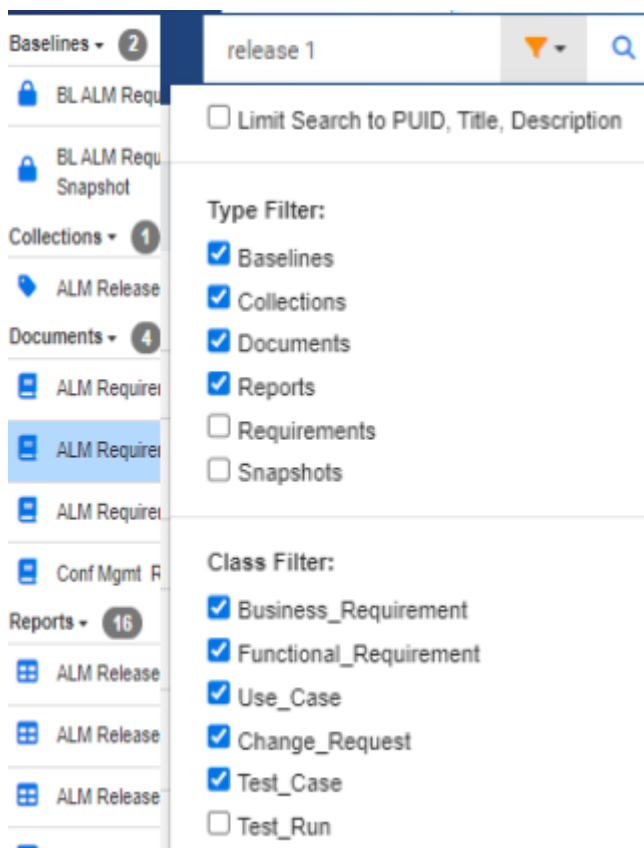 Baselines 2
BL ALM Requ
BL ALM Requ
Snapshot
Collections 1
ALM Release
Documents 4
ALM Requirer
ALM Requirer
ALM Requirer
Conf Mgmt R
Reports 16
ALM Release
ALM Release
ALM Release
release 1
Limit Search to PUID, Title, Description
Type Filter:
Baselines
Collections
Documents
Reports
Requirements
Snapshots
Class Filter:
Business_Requirement
Functional_Requirement
Use_Case
Change_Request
Test_Case
Test_Run